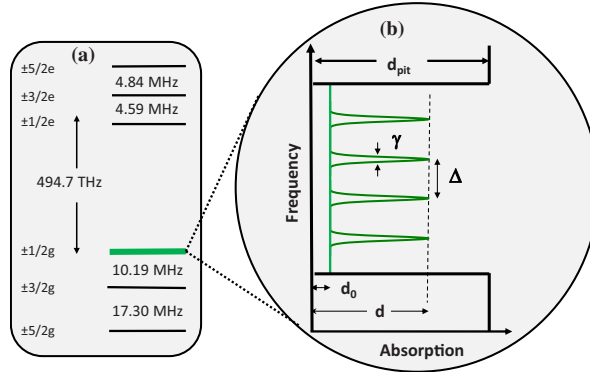 (a)
±5/2e
4.84 MHz
±3/2e
4.59 MHz
±1/2e
494.7 THz
±1/2g
10.19 MHz
±3/2g
17.30 MHz
±5/2g
(b)
dpit
γ
Δ
Frequency
d0
d
Absorption